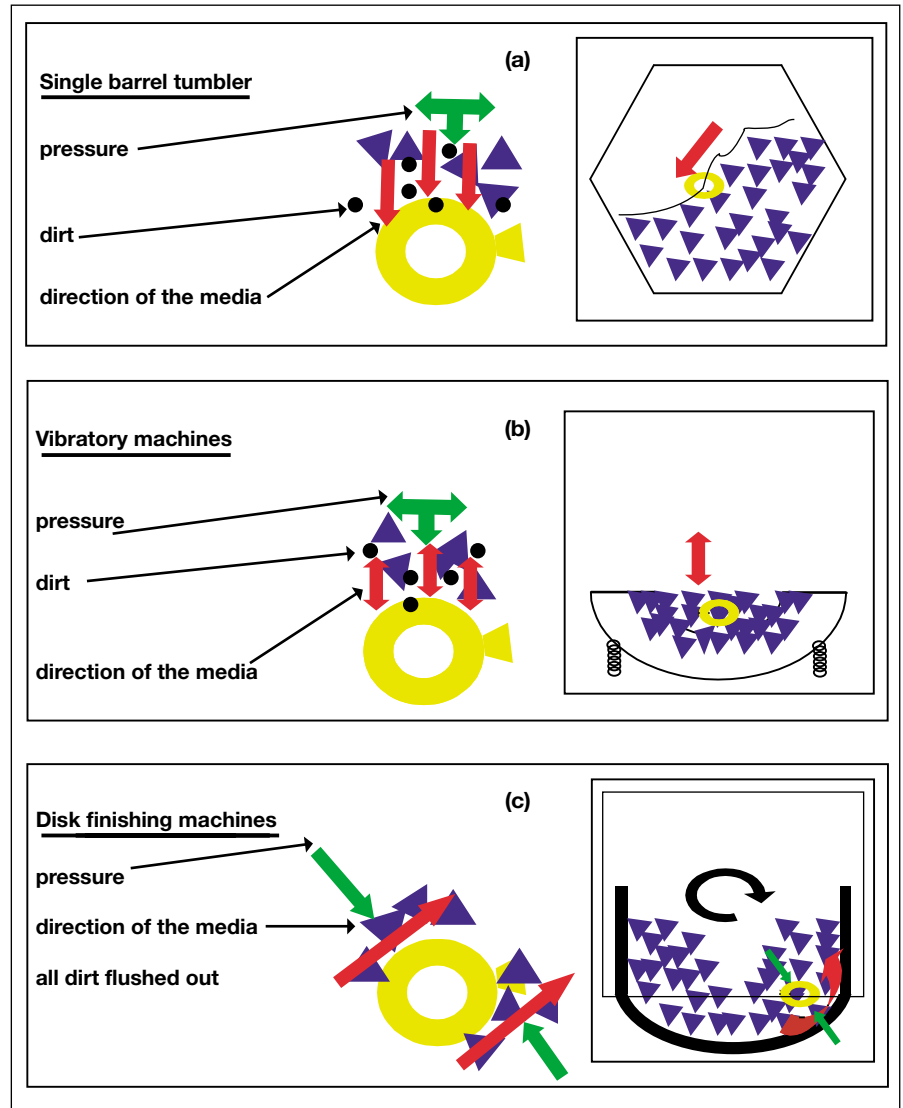 (a)
Single barrel tumbler
pressure
dirt
direction of the media
(b)
Vibratory machines
pressure
dirt
direction of the media
(c)
Disk finishing machines
pressure
direction of the media
all dirt flushed out